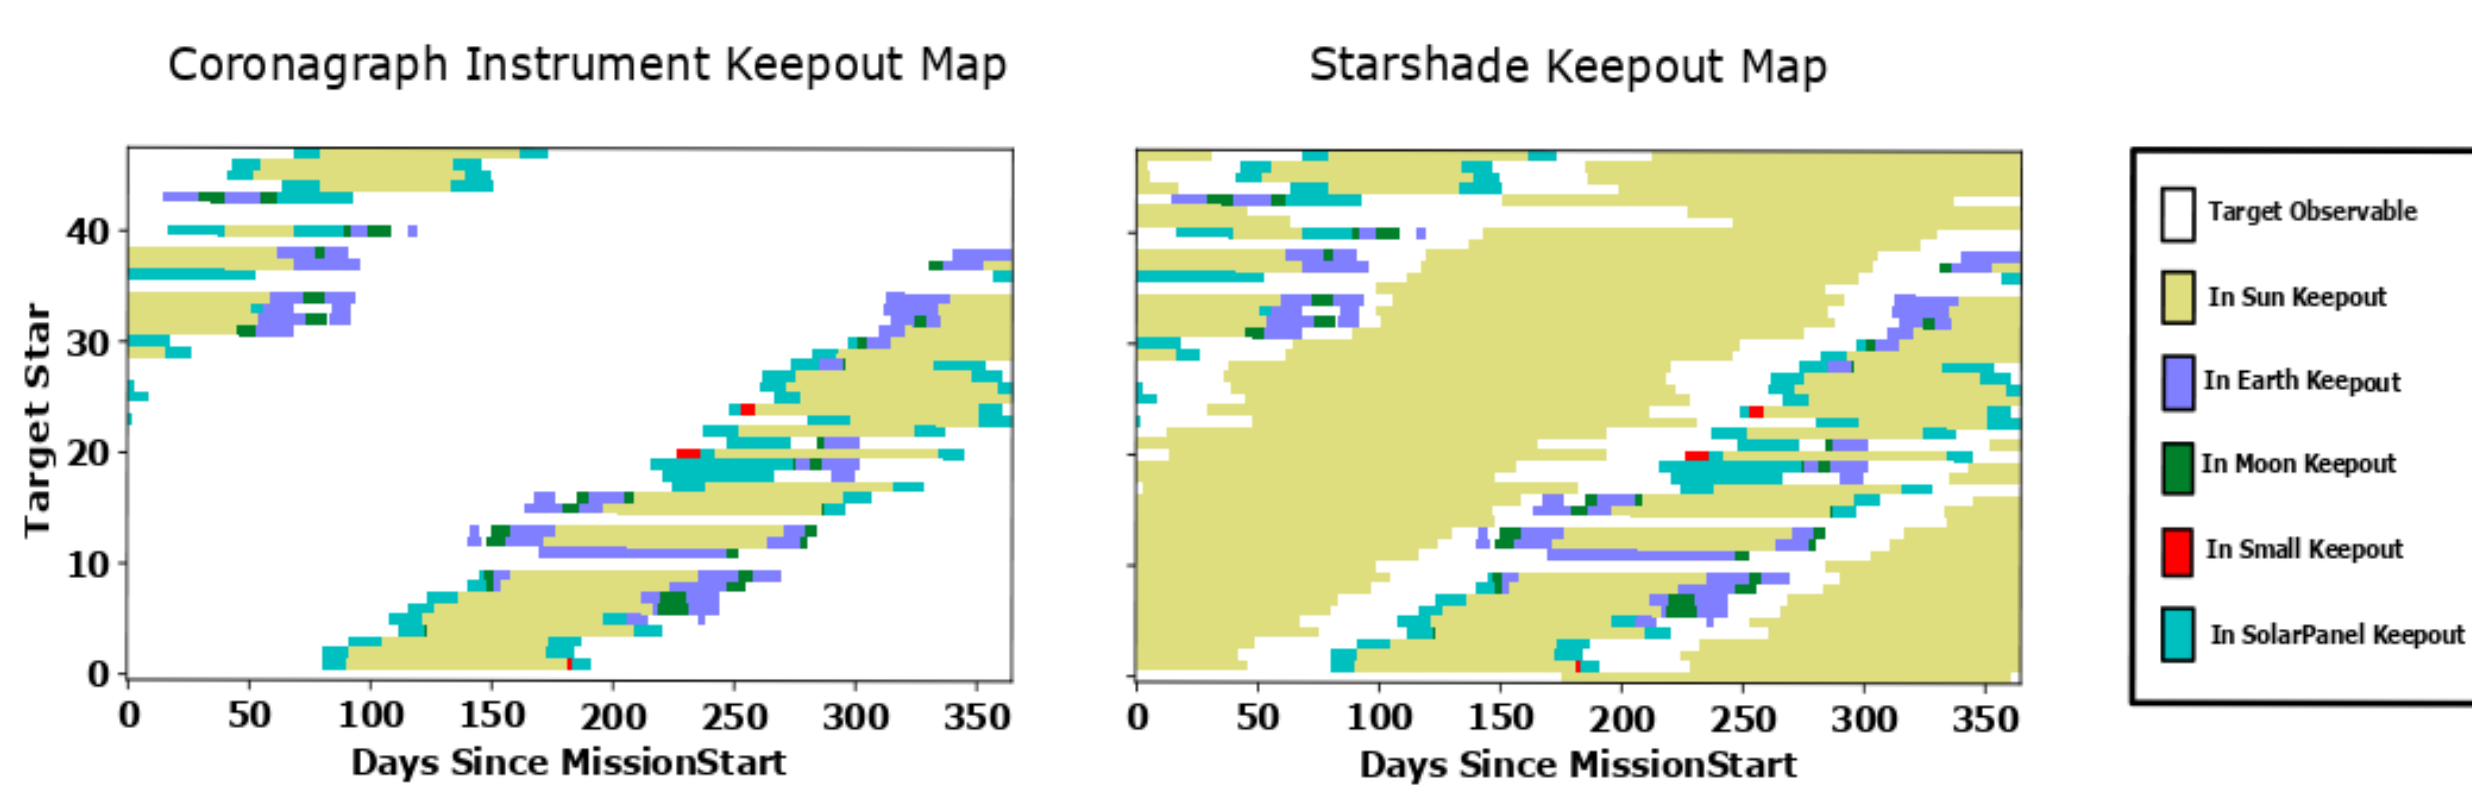 Coronagraph Instrument Keepout Map
Starshade Keepout Map
Target Star
40
30
20
10
0
0 50 100 150 200 250 300 350
Days Since MissionStart
0 50 100 150 200 250 300 350
Days Since MissionStart
Target Observable
In Sun Keepout
In Earth Keepout
In Moon Keepout
In Small Keepout
In SolarPanel Keepout